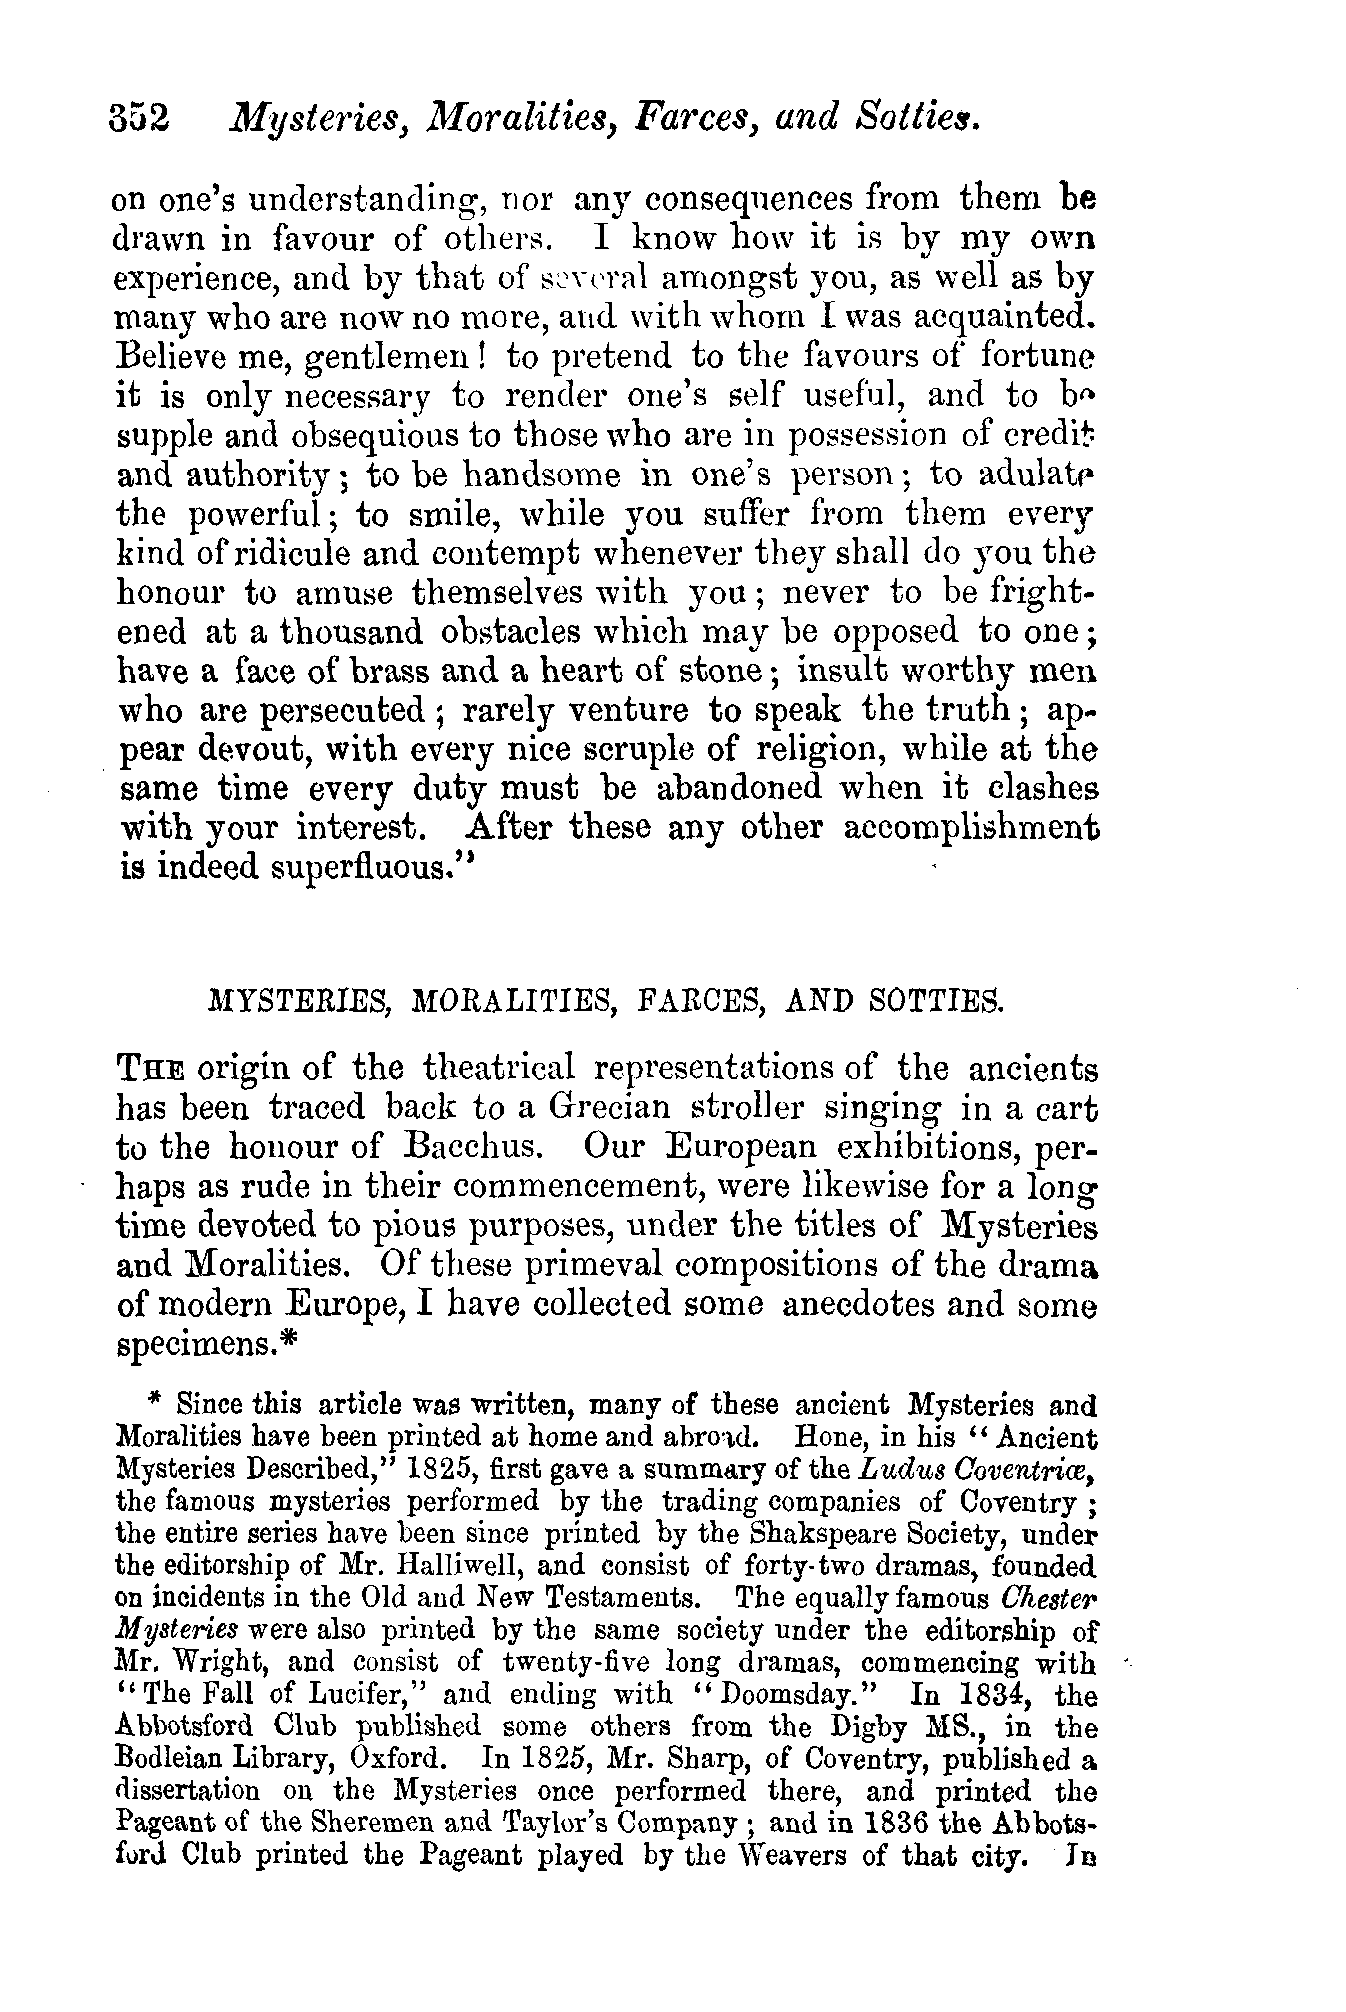 352 Mysteries, Moralities, Farces, and Sotties.
on one's understanding, nor any consequences from them be
drawn in favour of others. I know how it is by my own
experience, and by that of several amongst you, as well as by
many who are now no more, and with whom I was acquainted.
Believe me, gentlemen! to pretend to the favours of fortune
it is only necessary to render one's self useful, and to be
supple and obsequious to those who are in possession of credit
and authority; to be handsome in one's person; to adulate
the powerful; to smile, while you suffer from them every
kind of ridicule and contempt whenever they shall do you the
honour to amuse themselves with you; never to be fright-
ened at a thousand obstacles which may be opposed to one;
have a face of brass and a heart of stone; insult worthy men
who are persecuted; rarely venture to speak the truth; ap-
pear devout, with every nice scruple of religion, while at the
same time every duty must be abandoned when it clashes
with your interest. After these any other accomplishment
is indeed superfluous."
MYSTERIES, MORALITIES, FARCES, AND SOTTIES.
THE origin of the theatrical representations of the ancients
has been traced back to a Grecian stroller singing in a cart
to the honour of Bacchus. Our European exhibitions, per-
haps as rude in their commencement, were likewise for a long
time devoted to pious purposes, under the titles of Mysteries
and Moralities. Of these primeval compositions of the drama
of modern Europe, I have collected some anecdotes and some
specimens.*
* Since this article was written, many of these ancient Mysteries and
Moralities have been printed at home and abroad. Hone, in his "Ancient
Mysteries Described," 1825, first gave a summary of the Ludus Coventriæ,
the famous mysteries performed by the trading companies of Coventry;
the entire series have been since printed by the Shakspeare Society, under
the editorship of Mr. Halliwell, and consist of forty-two dramas, founded
on incidents in the Old and New Testaments. The equally famous Chester
Mysteries were also printed by the same society under the editorship of
Mr. Wright, and consist of twenty-five long dramas, commencing with
"The Fall of Lucifer," and ending with "Doomsday." In 1834, the
Abbotsford Club published some others from the Digby MS., in the
Bodleian Library, Oxford. In 1825, Mr. Sharp, of Coventry, published a
dissertation on the Mysteries once performed there, and printed the
Pageant of the Sheremen and Taylor's Company; and in 1836 the Abbots-
ford Club printed the Pageant played by the Weavers of that city. In